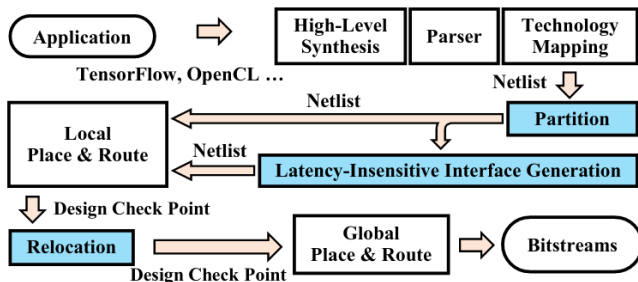 Application
High-Level
Synthesis
Parser
Technology
Mapping
TensorFlow, OpenCL ...
Netlist
Netlist
Partition
Local
Place & Route
Netlist
Latency-Insensitive Interface Generation
Design Check Point
Relocation
Design Check Point
Global
Place & Route
Bitstreams